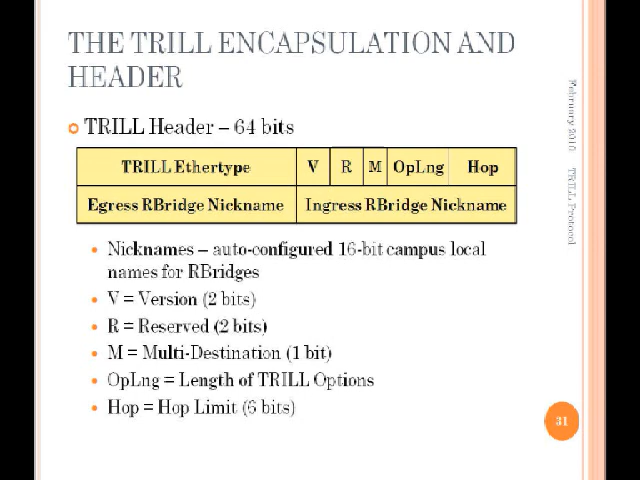 THE TRILL ENCAPSULATION AND
HEADER
TRILL Header – 64 bits
TRILL Ethertype V R M OpLng Hop
Egress RBridge Nickname Ingress RBridge Nickname
Nicknames – auto-configured 16-bit campus local
names for RBridges
V = Version (2 bits)
R = Reserved (2 bits)
M = Multi-Destination (1 bit)
OpLng = Length of TRILL Options
Hop = Hop Limit (6 bits)
February 2010
TRILL Protocol
31